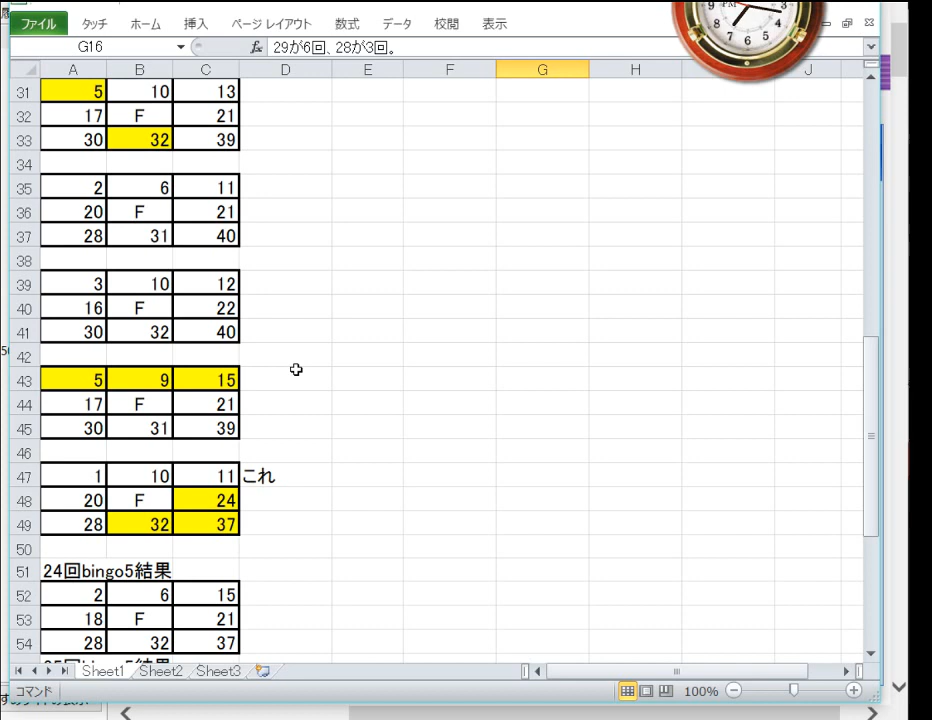 ファイル タッチ ホーム 挿入 ページ レイアウト 数式 データ 校閲 表示
G16 fx 29が6回、28が3回。
A B C D E F G H J
31 5 10 13
32 17 F 21
33 30 32 39
34
35 2 6 11
36 20 F 21
37 28 31 40
38
39 3 10 12
40 16 F 22
41 30 32 40
42
43 5 9 15
44 17 F 21
45 30 31 39
46
47 1 10 11 これ
48 20 F 24
49 28 32 37
50
51 24回bingo5結果
52 2 6 15
53 18 F 21
54 28 32 37
Sheet1 Sheet2 Sheet3
コマンド 100%